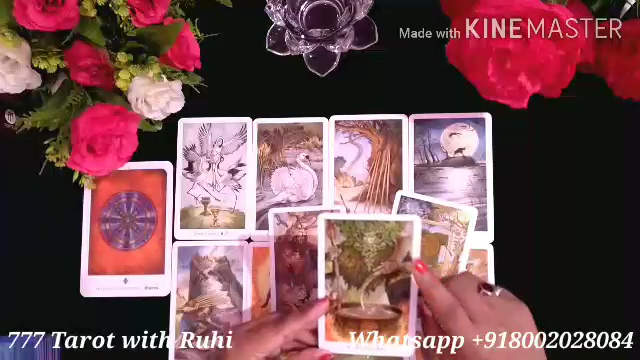 Made with KINEMASTER
777 Tarot with Ruhi
Whatsapp +918002028084